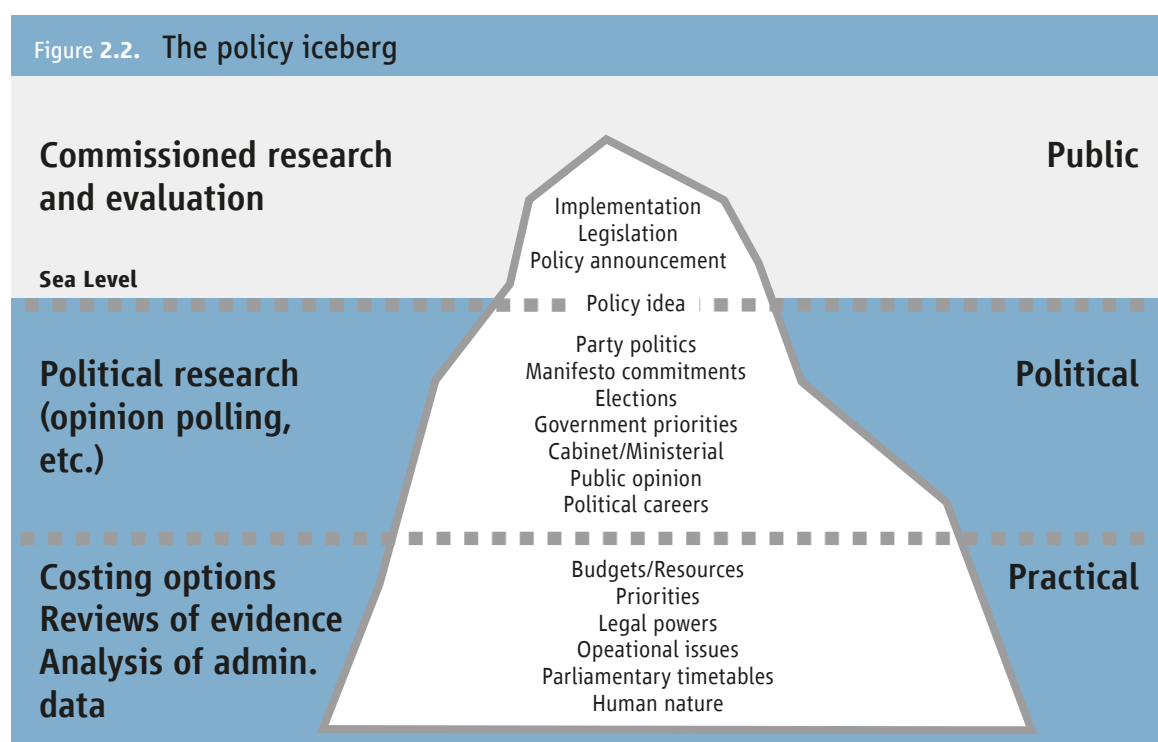 Figure 2.2. The policy iceberg
Commissioned research
and evaluation
Public
Implementation
Legislation
Policy announcement
Sea Level
Policy idea
Political research
(opinion polling,
etc.)
Party politics
Manifesto commitments
Elections
Government priorities
Cabinet/Ministerial
Public opinion
Political careers
Political
Costing options
Reviews of evidence
Analysis of admin.
data
Budgets/Resources
Priorities
Legal powers
Opeational issues
Parliamentary timetables
Human nature
Practical